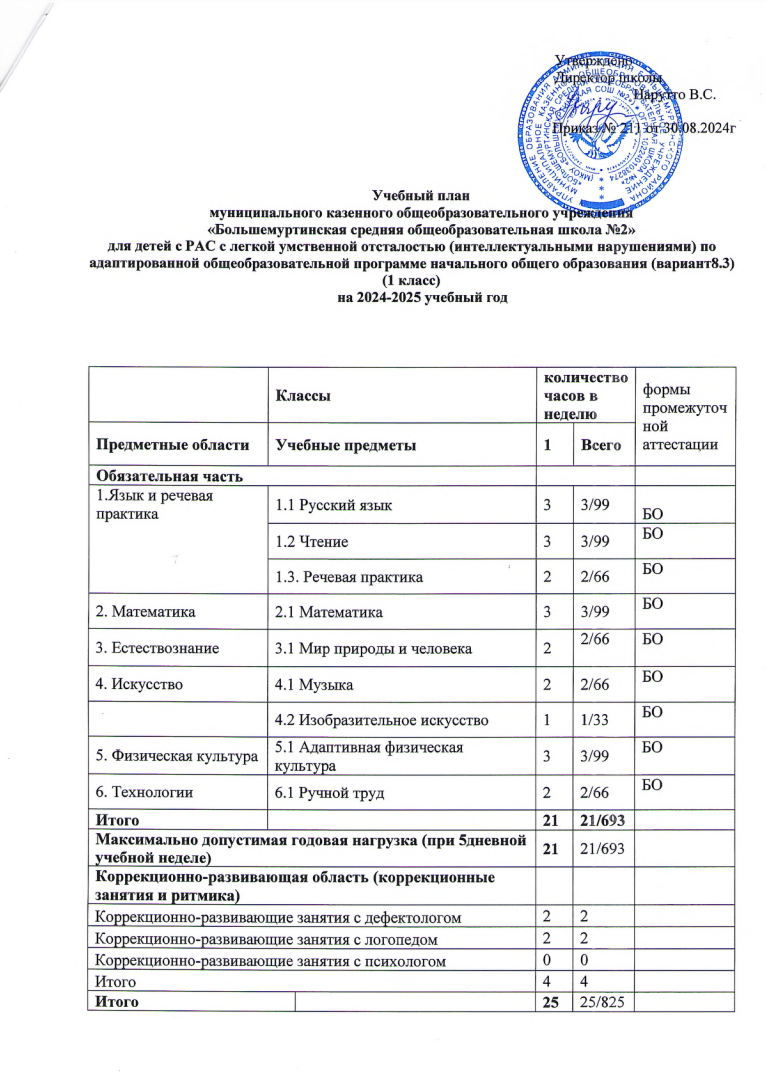 Утверждено
Директор школы
Нарутто В.С.
Приказ № 211 от 30.08.2024г
Учебный план
муниципального казенного общеобразовательного учреждения
«Большемуртинская средняя общеобразовательная школа №2»
для детей с РАС с легкой умственной отсталостью (интеллектуальными нарушениями) по
адаптированной общеобразовательной программе начального общего образования (вариант8.3)
(1 класс)
на 2024-2025 учебный год
Классы
количество
часов в
неделю
формы
промежуточ
ной
аттестации
Предметные области Учебные предметы 1 Всего
Обязательная часть
1.Язык и речевая
практика
1.1 Русский язык 3 3/99 БО
1.2 Чтение 3 3/99 БО
1.3. Речевая практика 2 2/66 БО
2. Математика 2.1 Математика 3 3/99 БО
3. Естествознание 3.1 Мир природы и человека 2 2/66 БО
4. Искусство 4.1 Музыка 2 2/66 БО
4.2 Изобразительное искусство 1 1/33 БО
5. Физическая культура 5.1 Адаптивная физическая
культура 3 3/99 БО
6. Технологии 6.1 Ручной труд 2 2/66 БО
Итого 21 21/693
Максимально допустимая годовая нагрузка (при 5дневной
учебной неделе) 21 21/693
Коррекционно-развивающая область (коррекционные
занятия и ритмика)
Коррекционно-развивающие занятия с дефектологом 2 2
Коррекционно-развивающие занятия с логопедом 2 2
Коррекционно-развивающие занятия с психологом 0 0
Итого 4 4
Итого 25 25/825